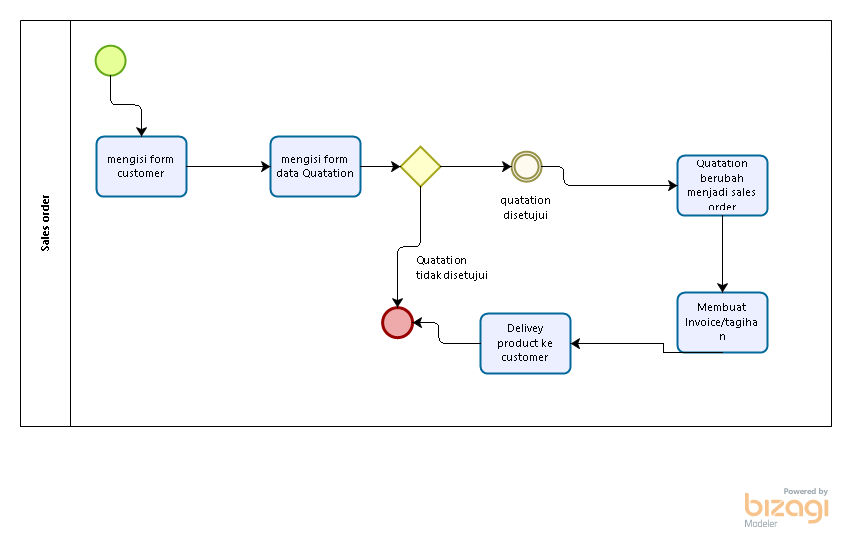 Sales order
mengisi form
customer
mengisi form
data Quatation
quatation
disetujui
Quatation
berubah
menjadi sales
order
Quatation
tidak disetujui
Membuat
Invoice/tagiha
n
Delivey
product ke
customer
Powered by
bizagi
Modeler